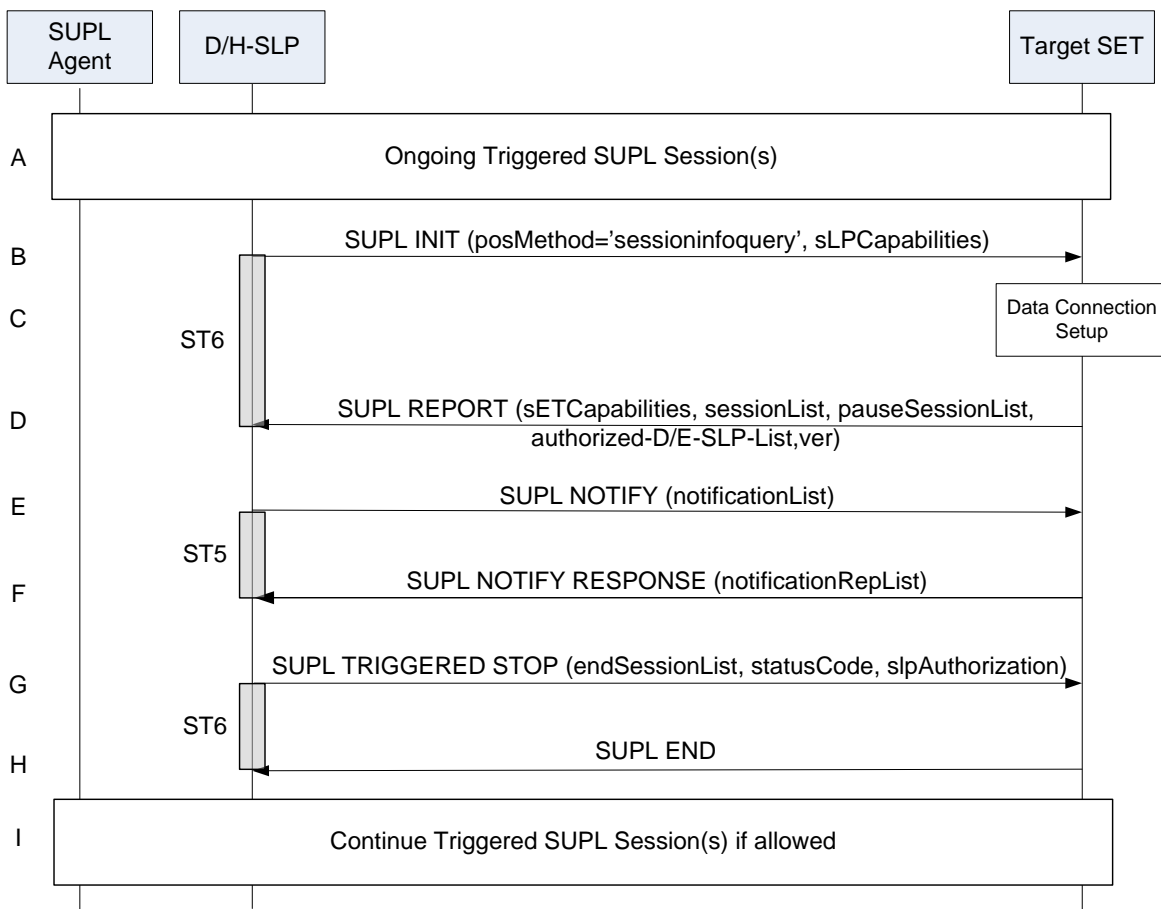 SUPL
Agent
D/H-SLP
Target SET
A
Ongoing Triggered SUPL Session(s)
B
SUPL INIT (posMethod=’sessioninfoquery’, sLPCapabilities)
C
Data Connection
Setup
ST6
D
SUPL REPORT (sETCapabilities, sessionList, pauseSessionList,
authorized-D/E-SLP-List,ver)
E
SUPL NOTIFY (notificationList)
ST5
F
SUPL NOTIFY RESPONSE (notificationRepList)
G
SUPL TRIGGERED STOP (endSessionList, statusCode, slpAuthorization)
ST6
H
SUPL END
I
Continue Triggered SUPL Session(s) if allowed